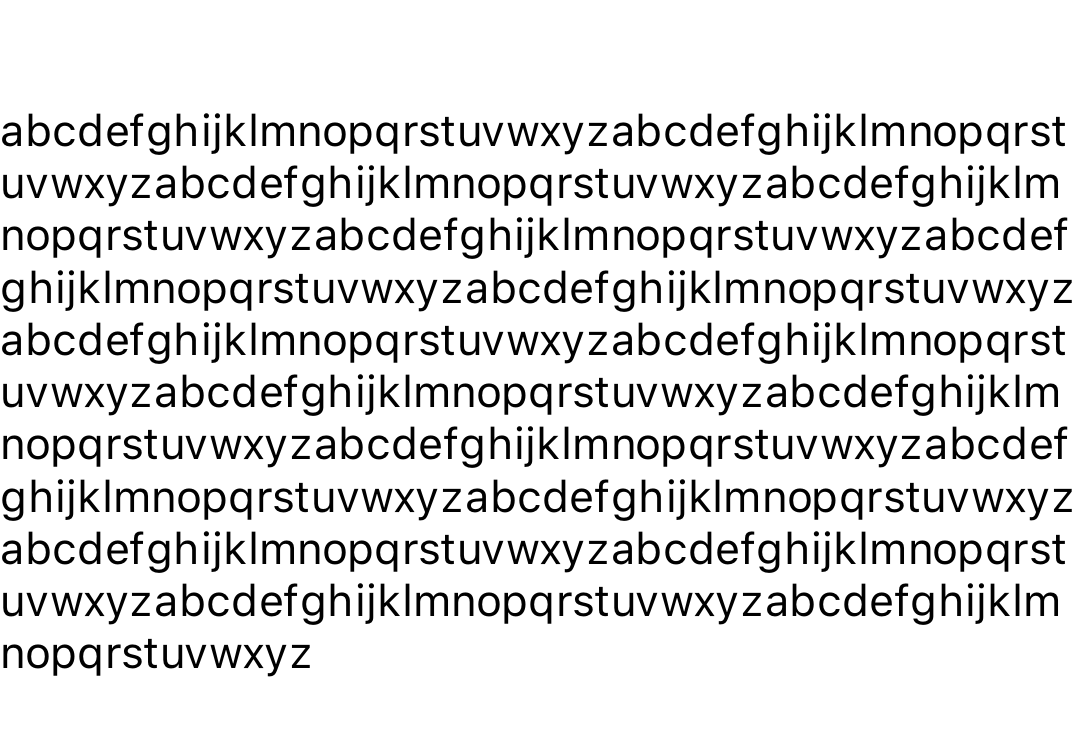 abcdefghijklmnopqrstuvwxyzabcdefghijklmnopqrst
uvwxyzabcdefghijklmnopqrstuvwxyzabcdefghijklm
nopqrstuvwxyzabcdefghijklmnopqrstuvwxyzabcdef
ghijklmnopqrstuvwxyzabcdefghijklmnopqrstuvwxyz
abcdefghijklmnopqrstuvwxyzabcdefghijklmnopqrst
uvwxyzabcdefghijklmnopqrstuvwxyzabcdefghijklm
nopqrstuvwxyzabcdefghijklmnopqrstuvwxyzabcdef
ghijklmnopqrstuvwxyzabcdefghijklmnopqrstuvwxyz
abcdefghijklmnopqrstuvwxyzabcdefghijklmnopqrst
uvwxyzabcdefghijklmnopqrstuvwxyzabcdefghijklm
nopqrstuvwxyz